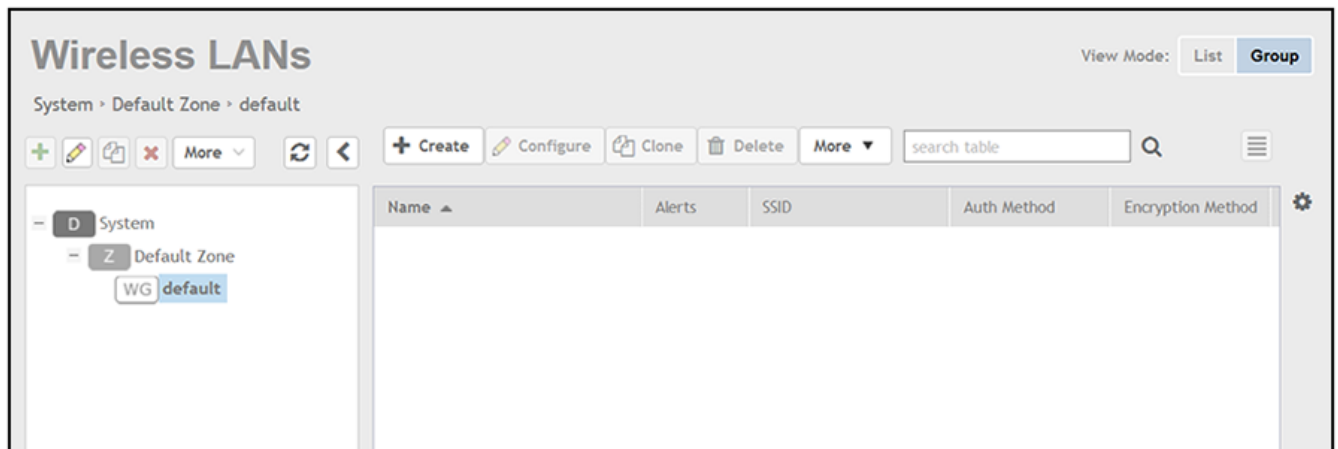 Wireless LANs
View Mode: List Group
System › Default Zone › default
More
Create Configure Clone Delete More ▼ search table
Name ▲ Alerts SSID Auth Method Encryption Method
D System
Z Default Zone
WG default